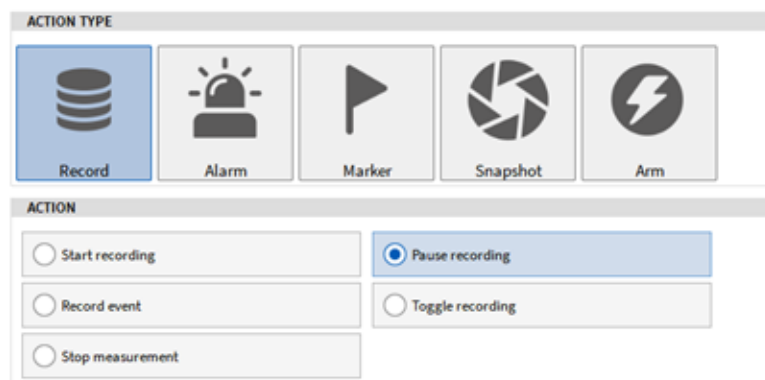 ACTION TYPE
Record Alarm Marker Snapshot Arm
ACTION
Start recording Pause recording
Record event Toggle recording
Stop measurement